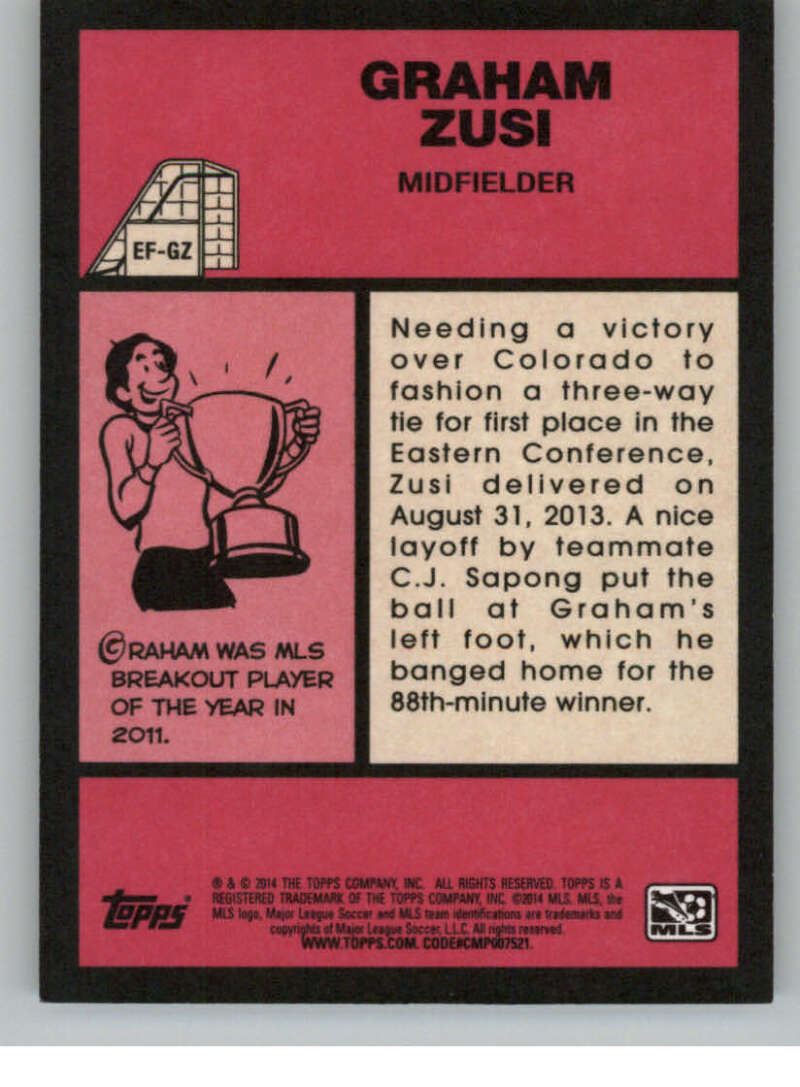 GRAHAM
ZUSI
MIDFIELDER
EF-GZ
GRAHAM WAS MLS
BREAKOUT PLAYER
OF THE YEAR IN
2011.
Needing a victory
over Colorado to
fashion a three-way
tie for first place in the
Eastern Conference,
Zusi delivered on
August 31, 2013. A nice
layoff by teammate
C.J. Sapong put the
ball at Graham's
left foot, which he
banged home for the
88th-minute winner.
topps
® & © 2014 THE TOPPS COMPANY, INC. ALL RIGHTS RESERVED. TOPPS IS A
REGISTERED TRADEMARK OF THE TOPPS COMPANY, INC. ©2014 MLS. MLS, the
MLS logo, Major League Soccer and MLS team identifications are trademarks and
copyrights of Major League Soccer, L.L.C. All rights reserved.
WWW.TOPPS.COM. CODE#CMP007521.
MLS